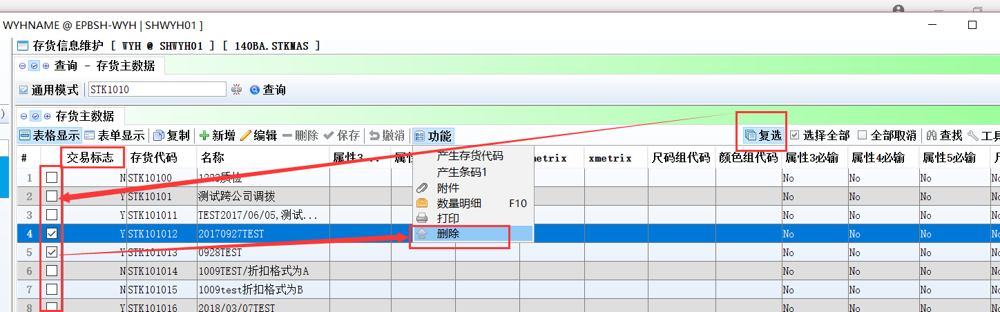 WYHNAME @ EPBSH-WYH | SHWYH01 ]
存货信息维护 [ WYH @ SHWYH01 ] [ 140BA.STKMAS ]
查询 - 存货主数据
通用模式 STK1010 查询
存货主数据
表格显示 表单显示 复制 新增 编辑 删除 保存 撤消 功能 复选 选择全部 全部取消 查找 工具
# 交易标志 存货代码 名称 属性3... 属 metrix xmetrix 尺码组代码 颜色组代码 属性3必输 属性4必输 属性5必输
产生存货代码
产生条码1
附件
数量明细 F10
打印
删除
1 N STK10100 质检 No No No
2 Y STK10101 测试跨公司调拨 No No No
3 Y STK101011 TEST2017/06/05,测试... No No No
4 Y STK101012 20170927TEST No No No
5 Y STK101013 0928TEST No No No
6 N STK101014 1009TEST/折扣格式为A No No No
7 N STK101015 1009test折扣格式为B No No No
8 Y STK101016 2018/03/07TEST No No No